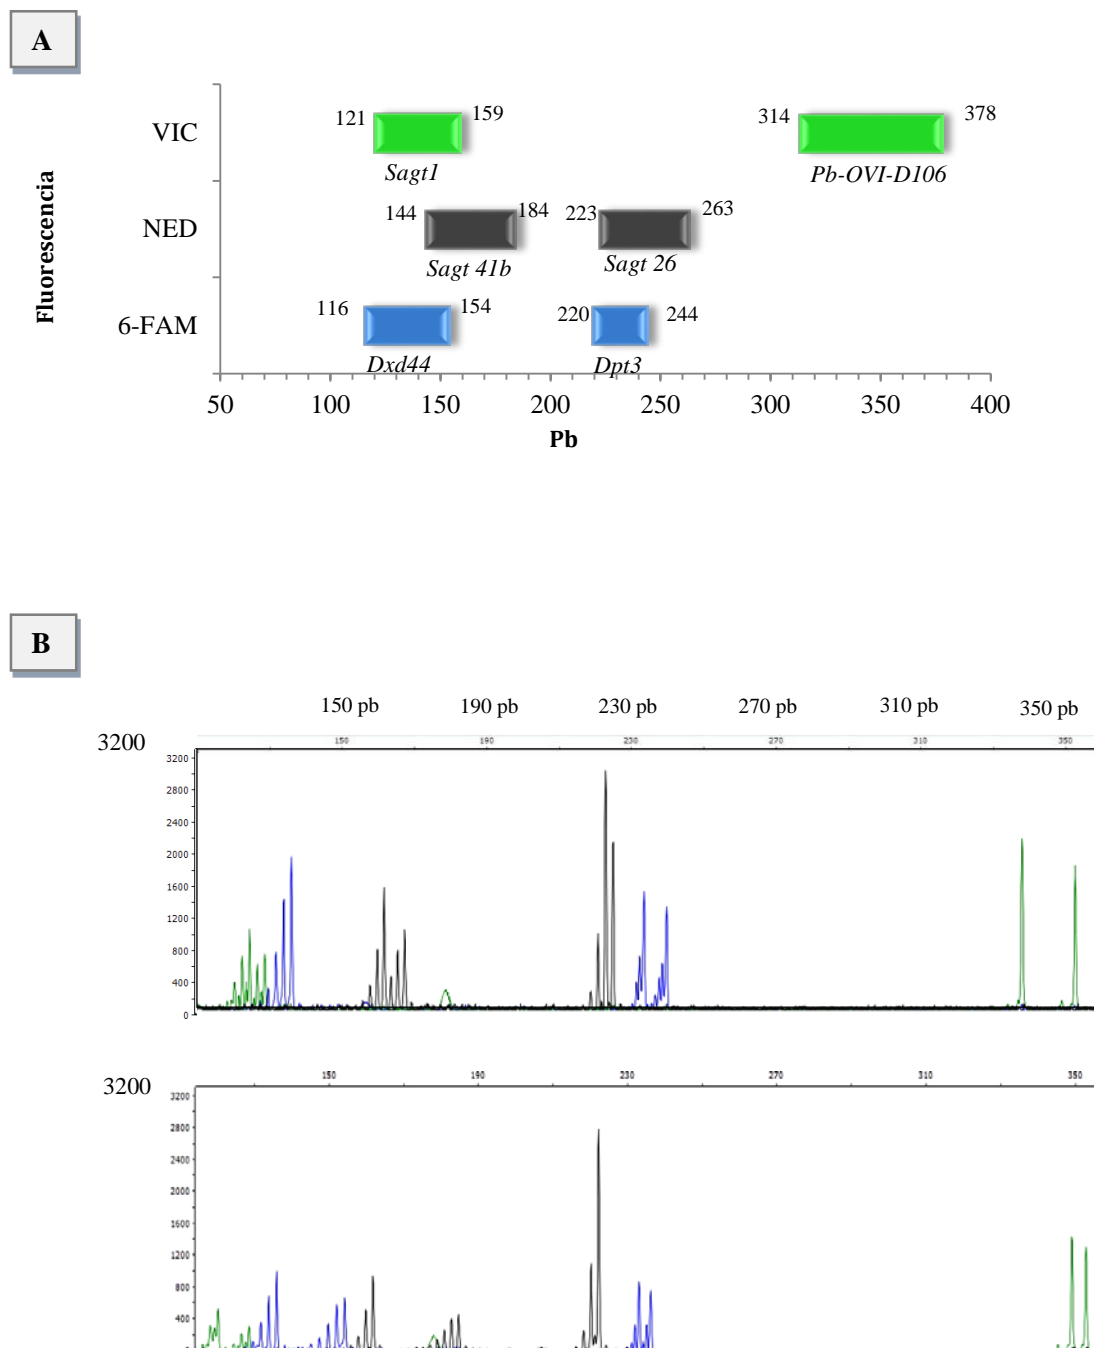 A
Fluorescencia
VIC
121
159
Sagt1
314
378
Pb-OVI-D106
NED
144
184
Sagt 41b
223
263
Sagt 26
6-FAM
116
154
Dxd44
220
244
Dpt3
50 100 150 200 250 300 350 400
Pb
B
150 pb 190 pb 230 pb 270 pb 310 pb 350 pb
3200
150 190 230 270 310 350
3200
2800
2400
2000
1600
1200
800
400
0
3200
150 190 230 270 310 350
3200
2800
2400
2000
1600
1200
800
400